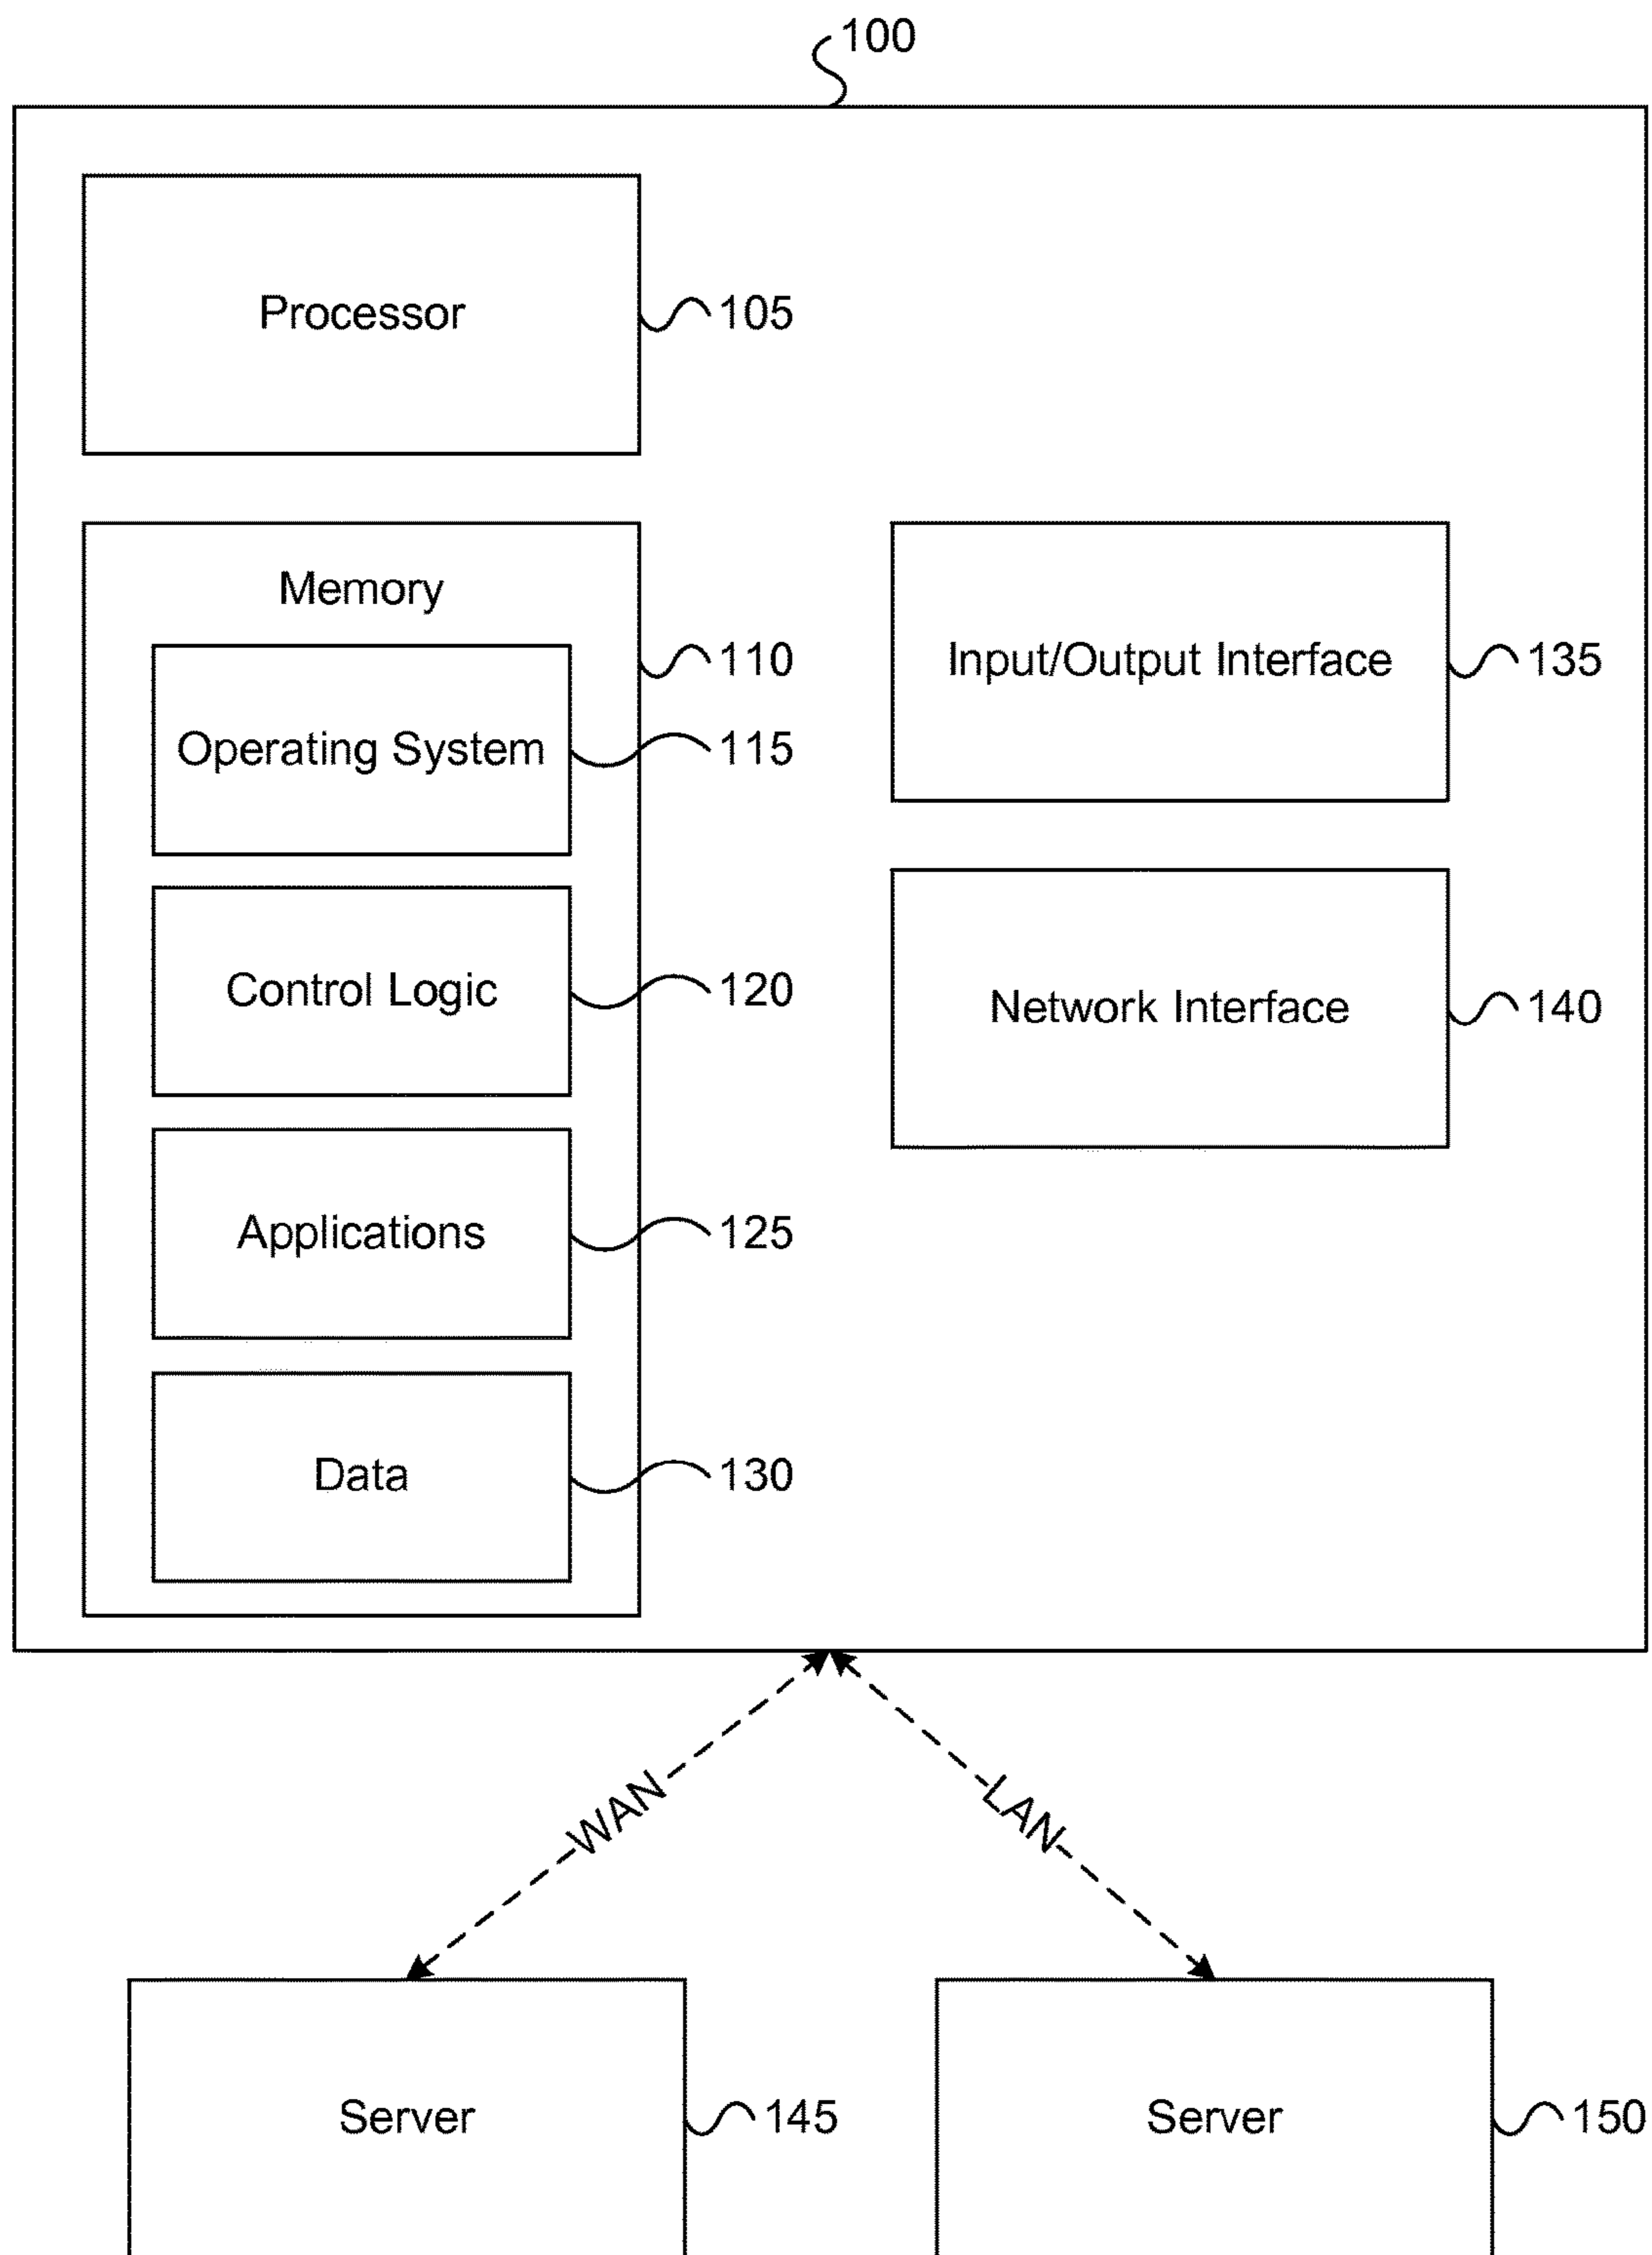 100
Processor
105
Memory
110
Operating System
115
Control Logic
120
Applications
125
Data
130
Input/Output Interface
135
Network Interface
140
WAN
LAN
Server
145
Server
150